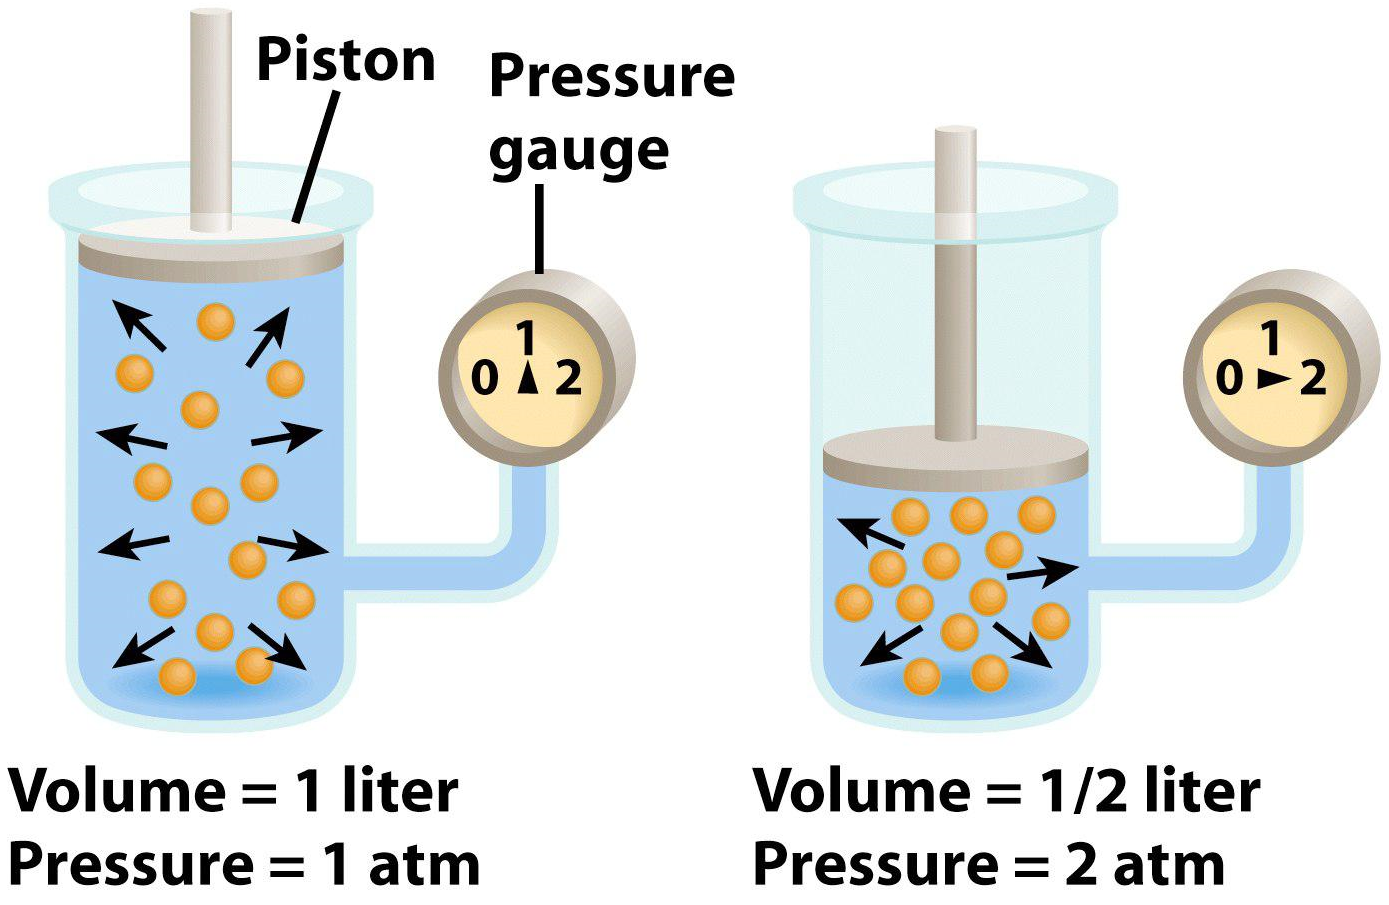 Piston
Pressure
gauge
1
0 2
1
0 2
Volume = 1 liter
Pressure = 1 atm
Volume = 1/2 liter
Pressure = 2 atm